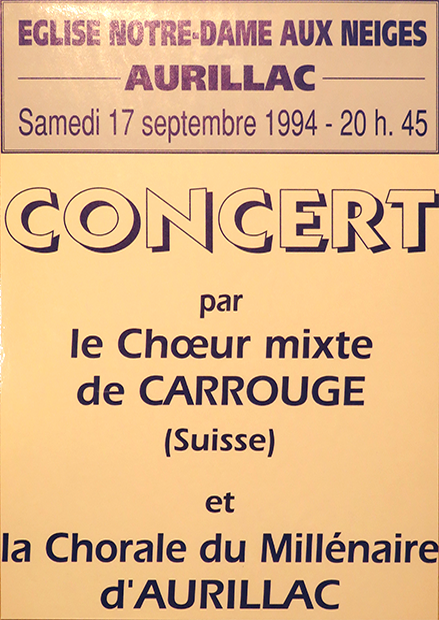 EGLISE NOTRE-DAME AUX NEIGES
AURILLAC
Samedi 17 septembre 1994 - 20 h. 45
CONCERT
par
le Chœur mixte
de CARROUGE
(Suisse)
et
la Chorale du Millénaire
d'AURILLAC